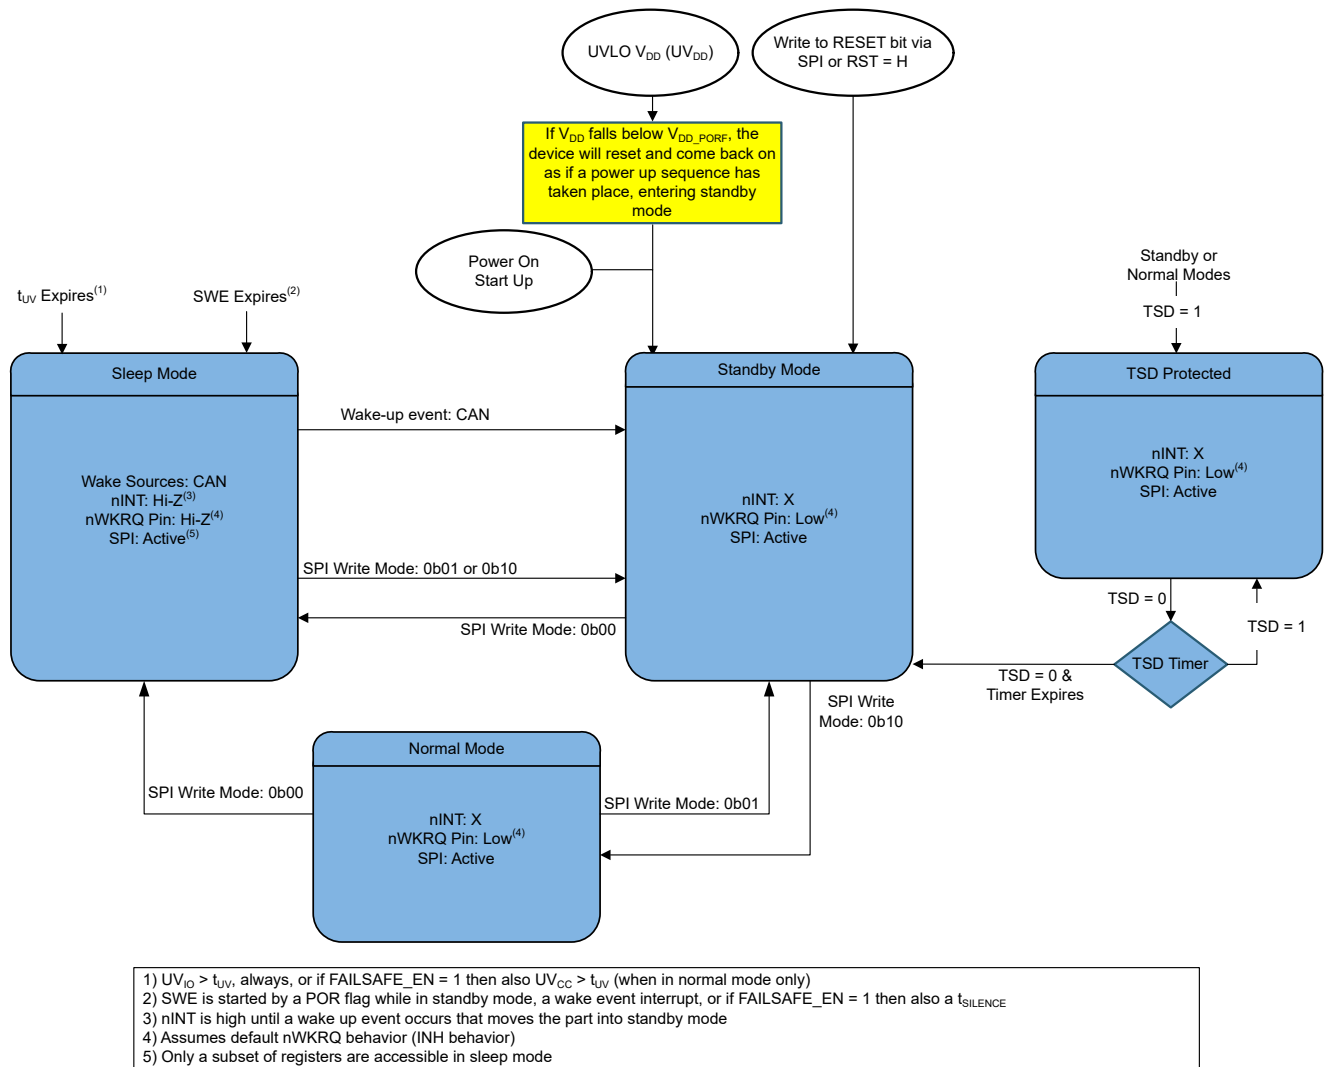 UVLO VDD (UVDD)
Write to RESET bit via
SPI or RST = H
If VDD falls below VDD_PORF, the
device will reset and come back on
as if a power up sequence has
taken place, entering standby
mode
Power On
Start Up
Standby or
Normal Modes
TSD = 1
tUV Expires(1)
SWE Expires(2)
Sleep Mode
Wake Sources: CAN
nINT: Hi-Z(3)
nWKRQ Pin: Hi-Z(4)
SPI: Active(5)
Wake-up event: CAN
SPI Write Mode: 0b01 or 0b10
SPI Write Mode: 0b00
Standby Mode
nINT: X
nWKRQ Pin: Low(4)
SPI: Active
TSD Protected
nINT: X
nWKRQ Pin: Low(4)
SPI: Active
TSD = 0
TSD = 1
TSD Timer
TSD = 0 &
Timer Expires
SPI Write
Mode: 0b10
Normal Mode
nINT: X
nWKRQ Pin: Low(4)
SPI: Active
SPI Write Mode: 0b00
SPI Write Mode: 0b01
1) UVIO > tUV, always, or if FAILSAFE_EN = 1 then also UVCC > tUV (when in normal mode only)
2) SWE is started by a POR flag while in standby mode, a wake event interrupt, or if FAILSAFE_EN = 1 then also a tSILENCE
3) nINT is high until a wake up event occurs that moves the part into standby mode
4) Assumes default nWKRQ behavior (INH behavior)
5) Only a subset of registers are accessible in sleep mode